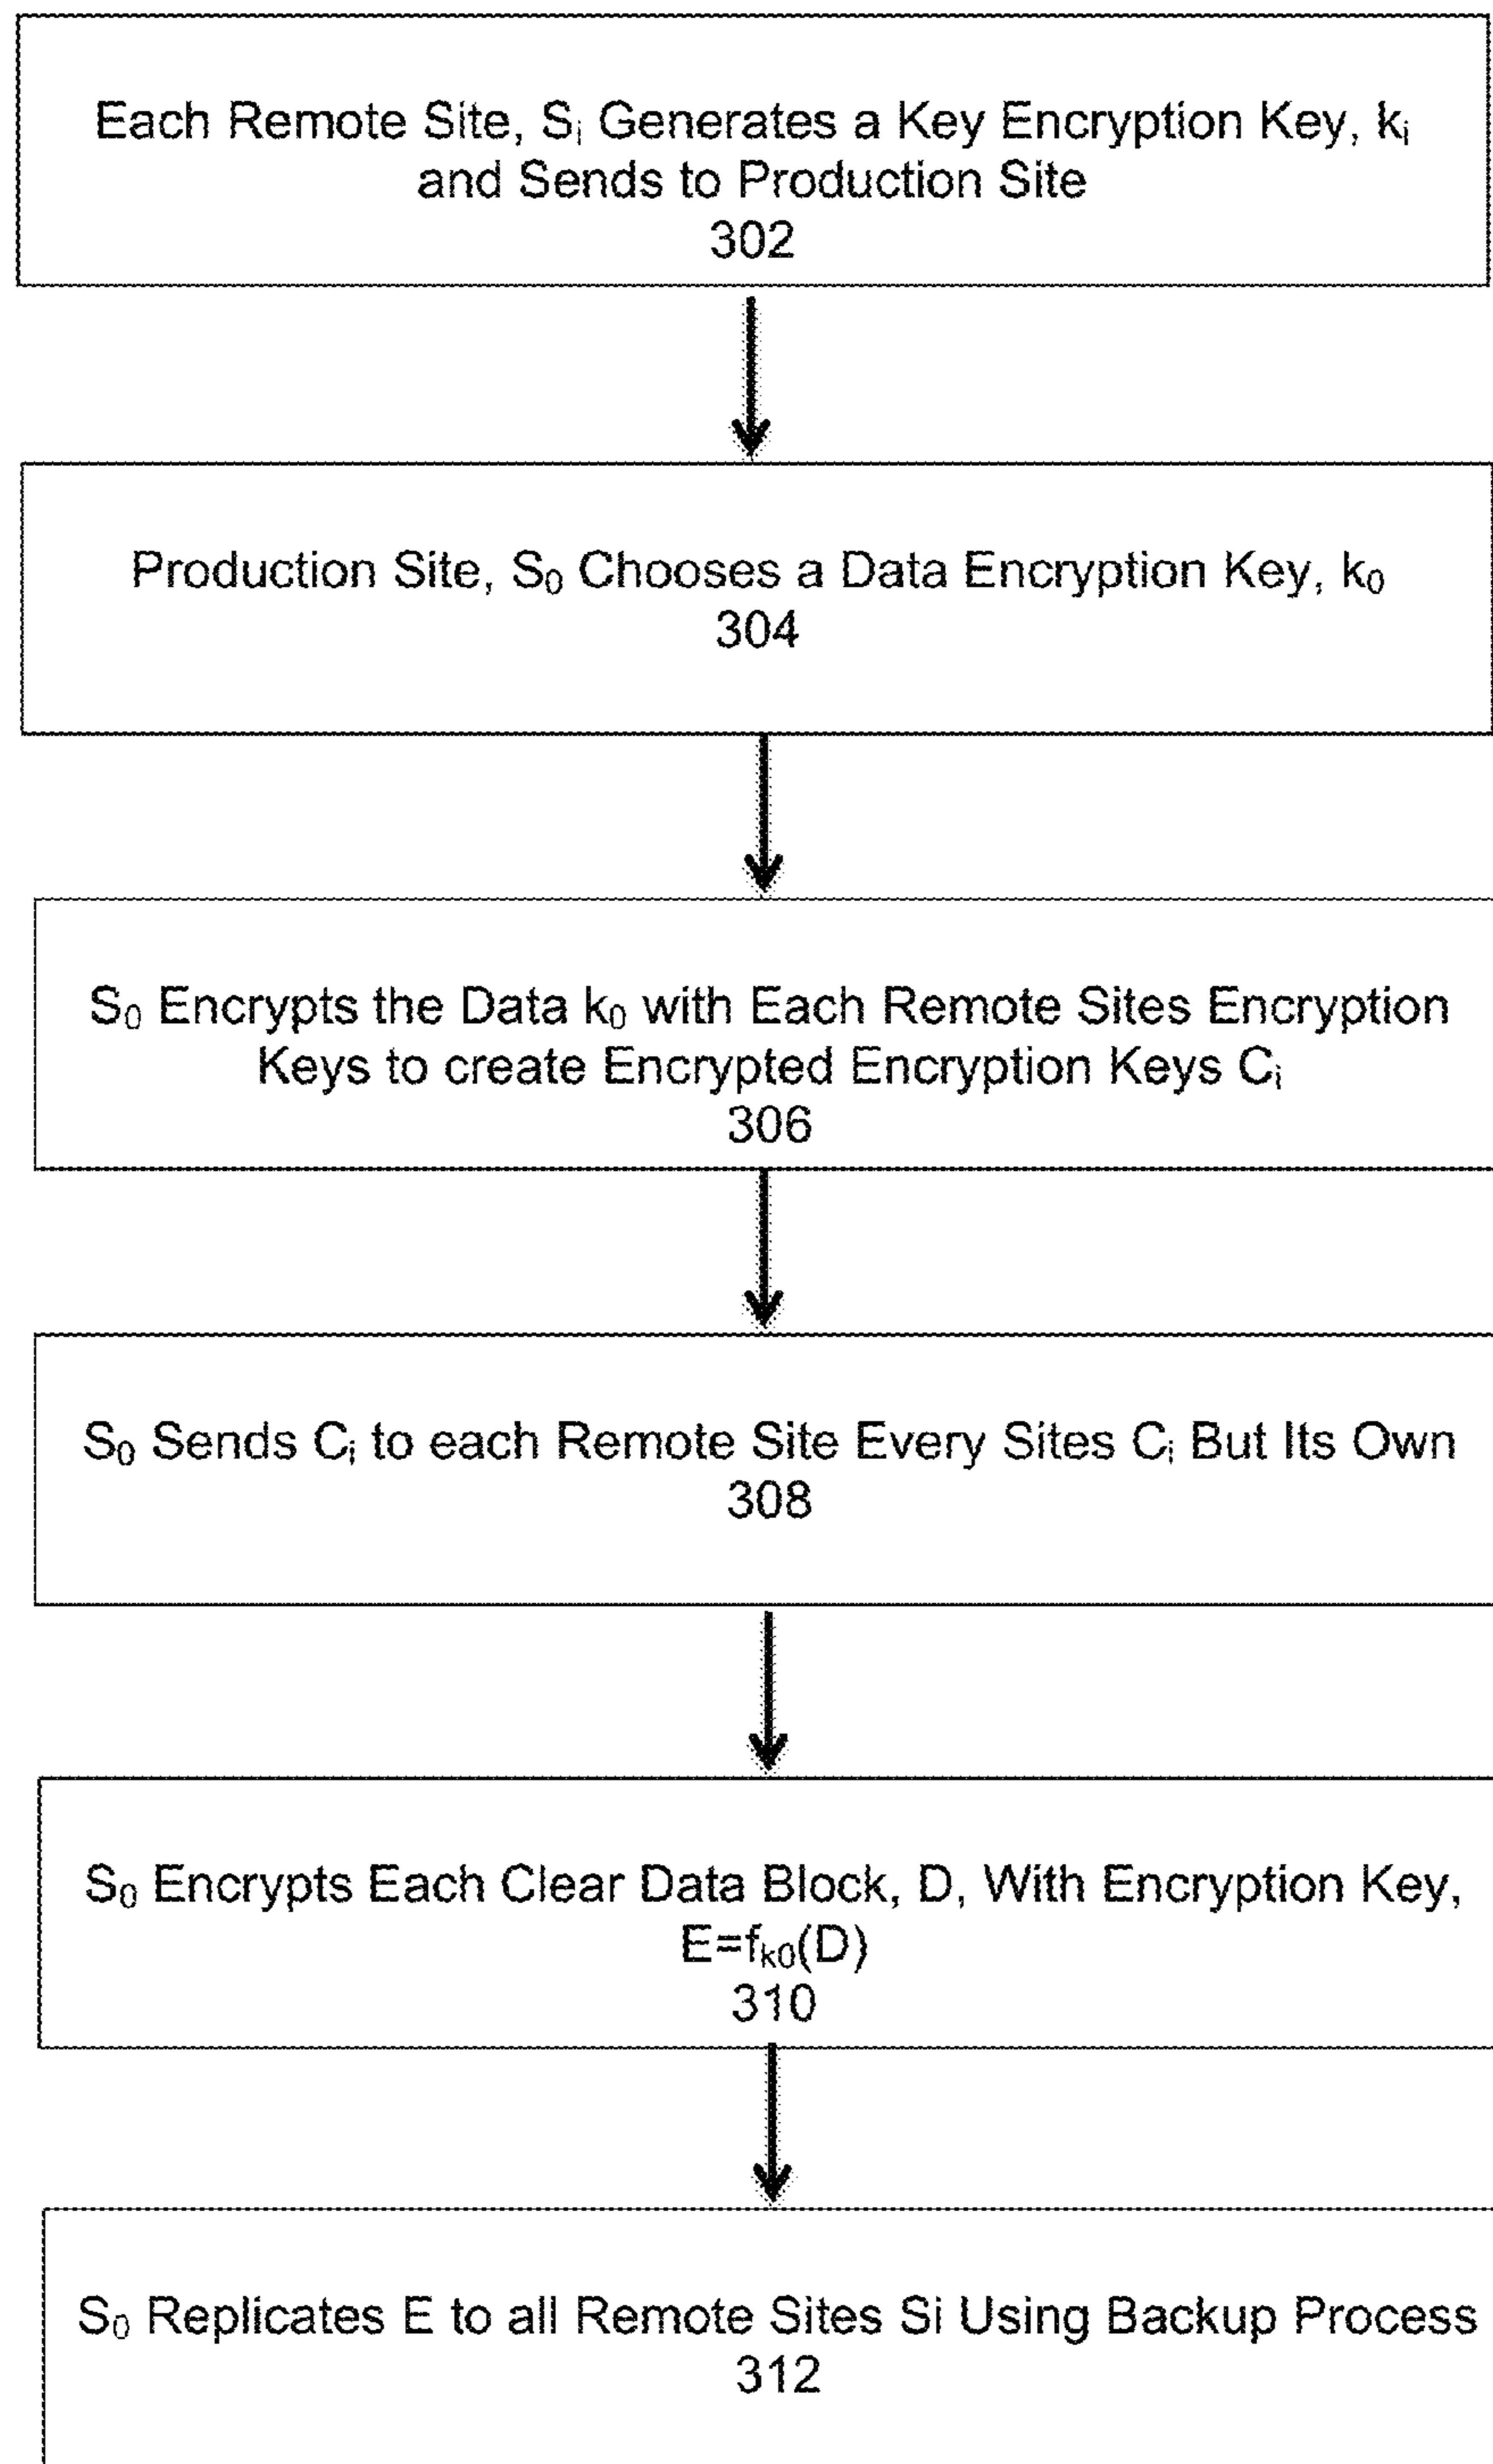 Each Remote Site, Sᵢ Generates a Key Encryption Key, kᵢ
and Sends to Production Site
302
Production Site, S₀ Chooses a Data Encryption Key, k₀
304
S₀ Encrypts the Data k₀ with Each Remote Sites Encryption
Keys to create Encrypted Encryption Keys Cᵢ
306
S₀ Sends Cᵢ to each Remote Site Every Sites Cᵢ But Its Own
308
S₀ Encrypts Each Clear Data Block, D, With Encryption Key,
E=fₖ₀(D)
310
S₀ Replicates E to all Remote Sites Si Using Backup Process
312